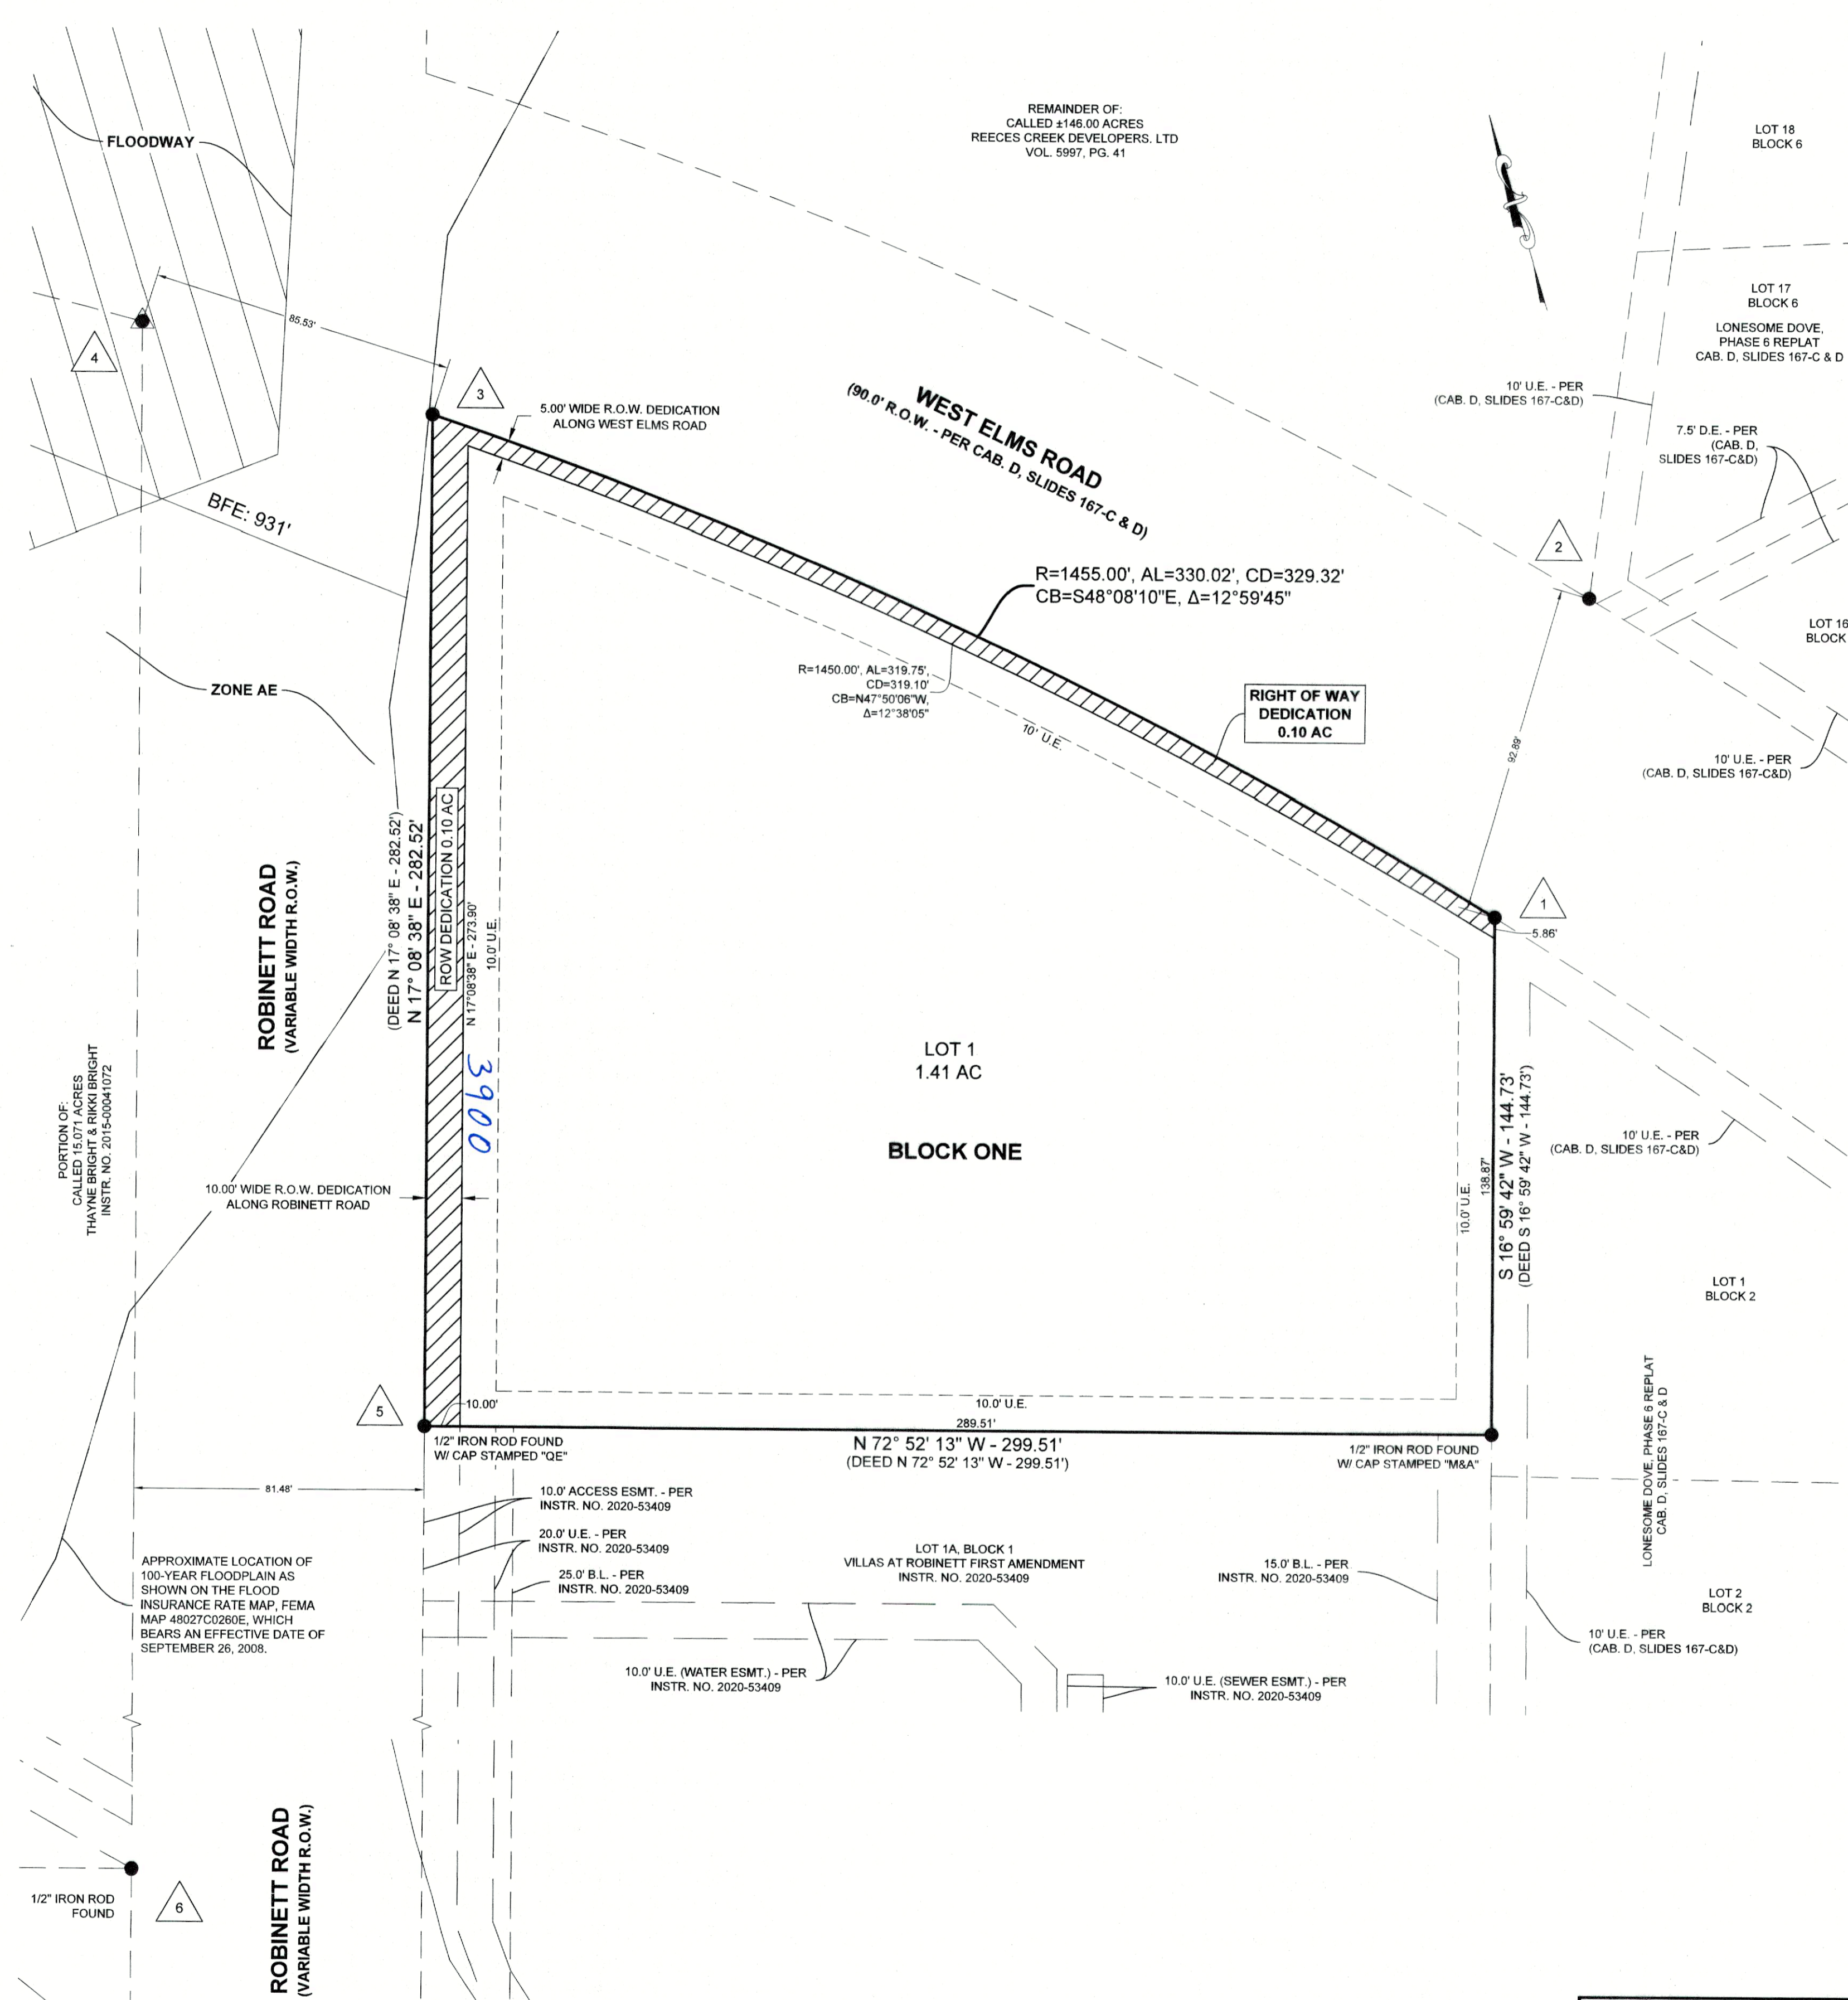 REMAINDER OF:
CALLED ±146.00 ACRES
REECES CREEK DEVELOPERS. LTD
VOL. 5997, PG. 41
LOT 18
BLOCK 6
FLOODWAY
LOT 17
BLOCK 6
LONESOME DOVE,
PHASE 6 REPLAT
CAB. D, SLIDES 167-C & D
85.53'
4
3
5.00' WIDE R.O.W. DEDICATION
ALONG WEST ELMS ROAD
WEST ELMS ROAD
(90.0' R.O.W. - PER CAB. D, SLIDES 167-C & D)
10' U.E. - PER
(CAB. D, SLIDES 167-C&D)
7.5' D.E. - PER
(CAB. D,
SLIDES 167-C&D)
BFE: 931'
2
R=1455.00', AL=330.02', CD=329.32'
CB=S48°08'10"E, Δ=12°59'45"
LOT 16
BLOCK
ZONE AE
R=1450.00', AL=319.75',
CD=319.10'
CB=N47°50'06"W,
Δ=12°38'05"
10' U.E.
RIGHT OF WAY
DEDICATION
0.10 AC
92.89'
10' U.E. - PER
(CAB. D, SLIDES 167-C&D)
1
5.86'
ROBINETT ROAD
(VARIABLE WIDTH R.O.W.)
(DEED N 17° 08' 38" E - 282.52')
N 17° 08' 38" E - 282.52'
ROW DEDICATION 0.10 AC
N 17°08'38" E - 273.90'
10.0' U.E.
3900
LOT 1
1.41 AC
BLOCK ONE
PORTION OF:
CALLED 15.071 ACRES
THAYNE BRIGHT & RIKKI BRIGHT
INSTR. NO. 2015-00041072
10.00' WIDE R.O.W. DEDICATION
ALONG ROBINETT ROAD
10.0' U.E.
138.87'
S 16° 59' 42" W - 144.73'
(DEED S 16° 59' 42" W - 144.73')
10' U.E. - PER
(CAB. D, SLIDES 167-C&D)
LOT 1
BLOCK 2
LONESOME DOVE, PHASE 6 REPLAT
CAB. D, SLIDES 167-C & D
5
10.00'
10.0' U.E.
289.51'
1/2" IRON ROD FOUND
W/ CAP STAMPED "QE"
N 72° 52' 13" W - 299.51'
(DEED N 72° 52' 13" W - 299.51')
1/2" IRON ROD FOUND
W/ CAP STAMPED "M&A"
81.48'
10.0' ACCESS ESMT. - PER
INSTR. NO. 2020-53409
20.0' U.E. - PER
INSTR. NO. 2020-53409
25.0' B.L. - PER
INSTR. NO. 2020-53409
LOT 1A, BLOCK 1
VILLAS AT ROBINETT FIRST AMENDMENT
INSTR. NO. 2020-53409
15.0' B.L. - PER
INSTR. NO. 2020-53409
LOT 2
BLOCK 2
APPROXIMATE LOCATION OF
100-YEAR FLOODPLAIN AS
SHOWN ON THE FLOOD
INSURANCE RATE MAP, FEMA
MAP 48027C0260E, WHICH
BEARS AN EFFECTIVE DATE OF
SEPTEMBER 26, 2008.
10' U.E. - PER
(CAB. D, SLIDES 167-C&D)
10.0' U.E. (WATER ESMT.) - PER
INSTR. NO. 2020-53409
10.0' U.E. (SEWER ESMT.) - PER
INSTR. NO. 2020-53409
ROBINETT ROAD
(VARIABLE WIDTH R.O.W.)
1/2" IRON ROD
FOUND
6